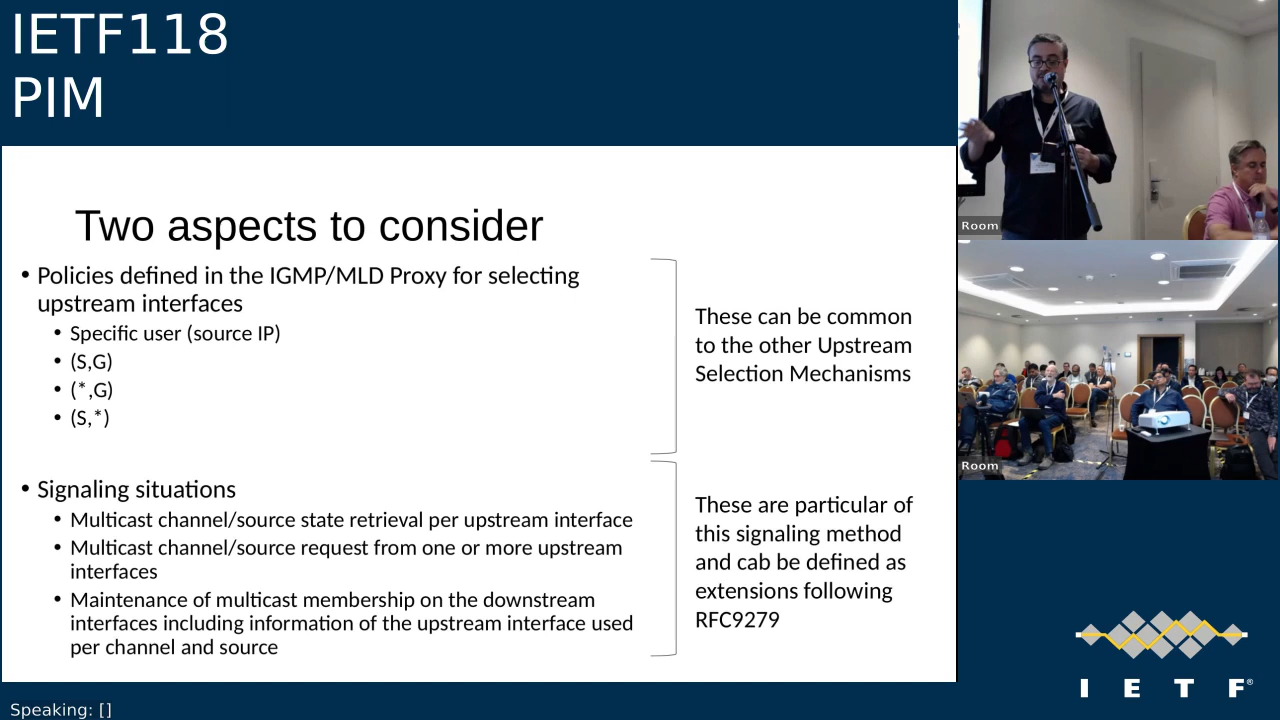 IETF118
PIM
Two aspects to consider
• Policies defined in the IGMP/MLD Proxy for selecting
upstream interfaces
• Specific user (source IP)
• (S,G)
• (*,G)
• (S,*)
These can be common
to the other Upstream
Selection Mechanisms
• Signaling situations
• Multicast channel/source state retrieval per upstream interface
• Multicast channel/source request from one or more upstream
interfaces
• Maintenance of multicast membership on the downstream
interfaces including information of the upstream interface used
per channel and source
These are particular of
this signaling method
and cab be defined as
extensions following
RFC9279
Room
Room
I E T F®
Speaking: []